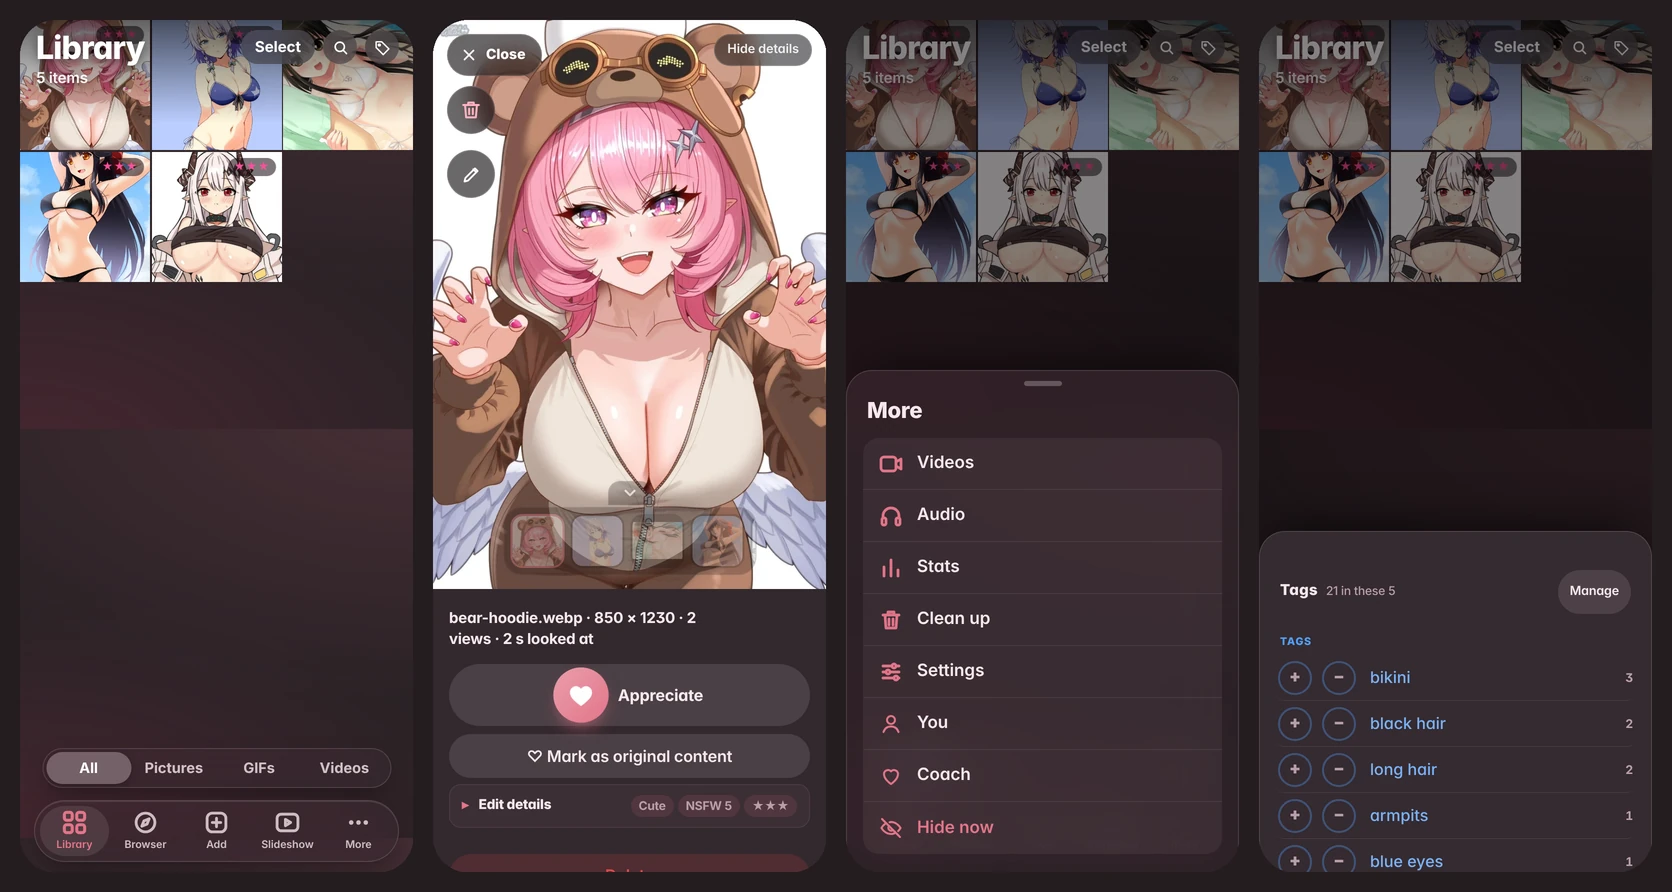 Library
5 items
Select
All
Pictures
GIFs
Videos
Library
Browser
Add
Slideshow
More
Close
Hide details
bear-hoodie.webp · 850 × 1230 · 2
views · 2 s looked at
Appreciate
♡ Mark as original content
Edit details
Cute
NSFW 5
★★★
Library
5 items
Select
More
Videos
Audio
Stats
Clean up
Settings
You
Coach
Hide now
Library
5 items
Select
Tags 21 in these 5
Manage
TAGS
+ − bikini 3
+ − black hair 2
+ − long hair 2
+ − armpits 1
+ − blue eyes 1